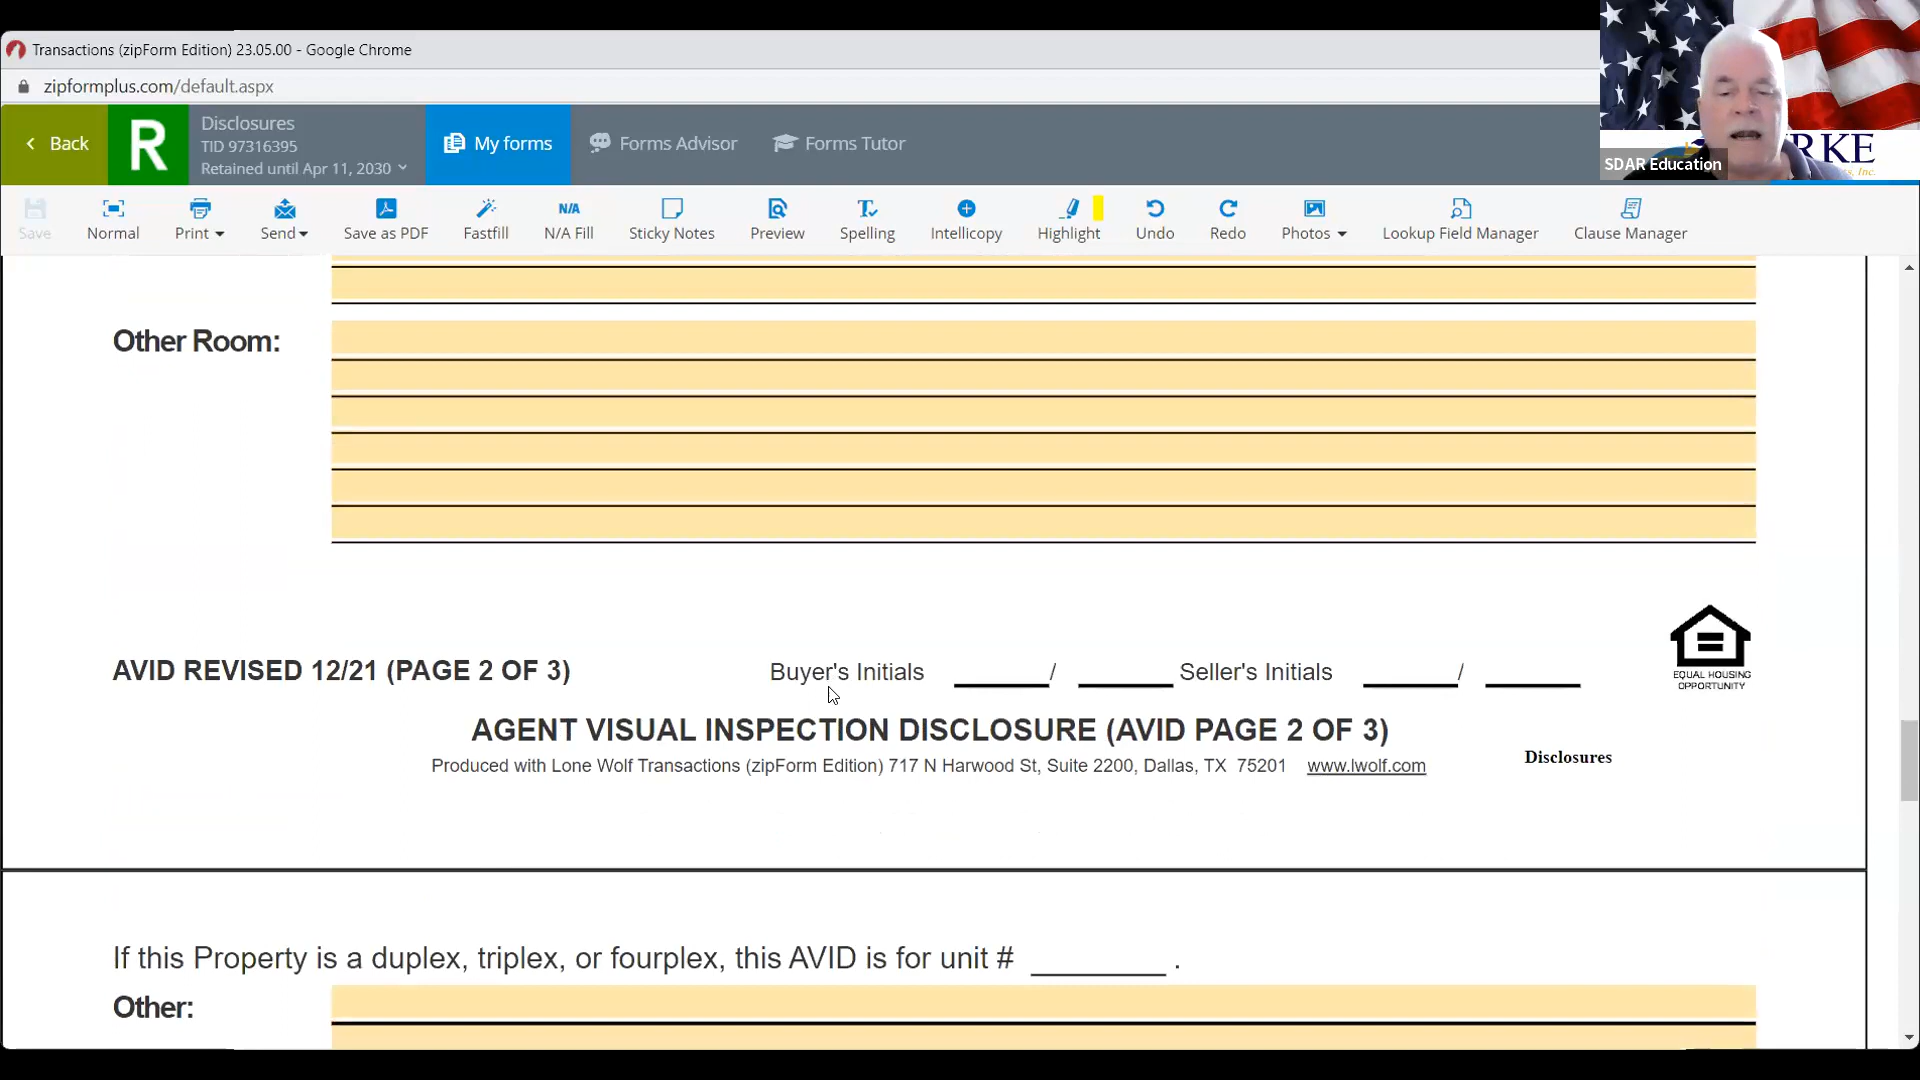 Transactions (zipForm Edition) 23.05.00 - Google Chrome
zipformplus.com/default.aspx
Back
R
Disclosures
TID 97316395
Retained until Apr 11, 2030
My forms
Forms Advisor
Forms Tutor
RKE
SDAR Education
Save
Normal
Print
Send
Save as PDF
Fastfill
N/A
N/A Fill
Sticky Notes
Preview
Spelling
Intellicopy
Highlight
Undo
Redo
Photos
Lookup Field Manager
Clause Manager
Other Room:
AVID REVISED 12/21 (PAGE 2 OF 3)
Buyer's Initials / Seller's Initials /
EQUAL HOUSING
OPPORTUNITY
AGENT VISUAL INSPECTION DISCLOSURE (AVID PAGE 2 OF 3)
Produced with Lone Wolf Transactions (zipForm Edition) 717 N Harwood St, Suite 2200, Dallas, TX 75201 www.lwolf.com
Disclosures
If this Property is a duplex, triplex, or fourplex, this AVID is for unit # .
Other: